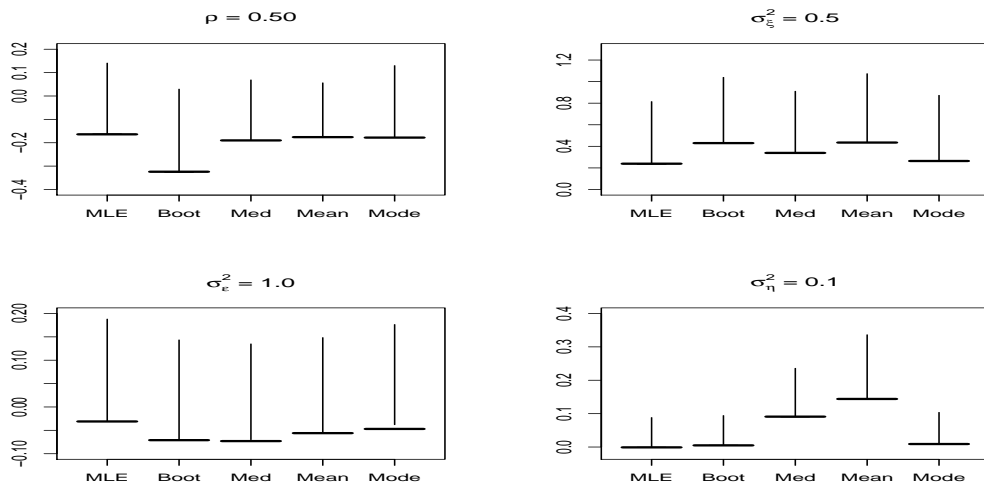 ρ = 0.50
0.2
0.1
0.0
-0.2
-0.4
MLE Boot Med Mean Mode
σ²_ξ = 0.5
1.2
0.8
0.4
0.0
MLE Boot Med Mean Mode
σ²_ε = 1.0
0.20
0.10
0.00
-0.10
MLE Boot Med Mean Mode
σ²_η = 0.1
0.4
0.3
0.2
0.1
0.0
MLE Boot Med Mean Mode